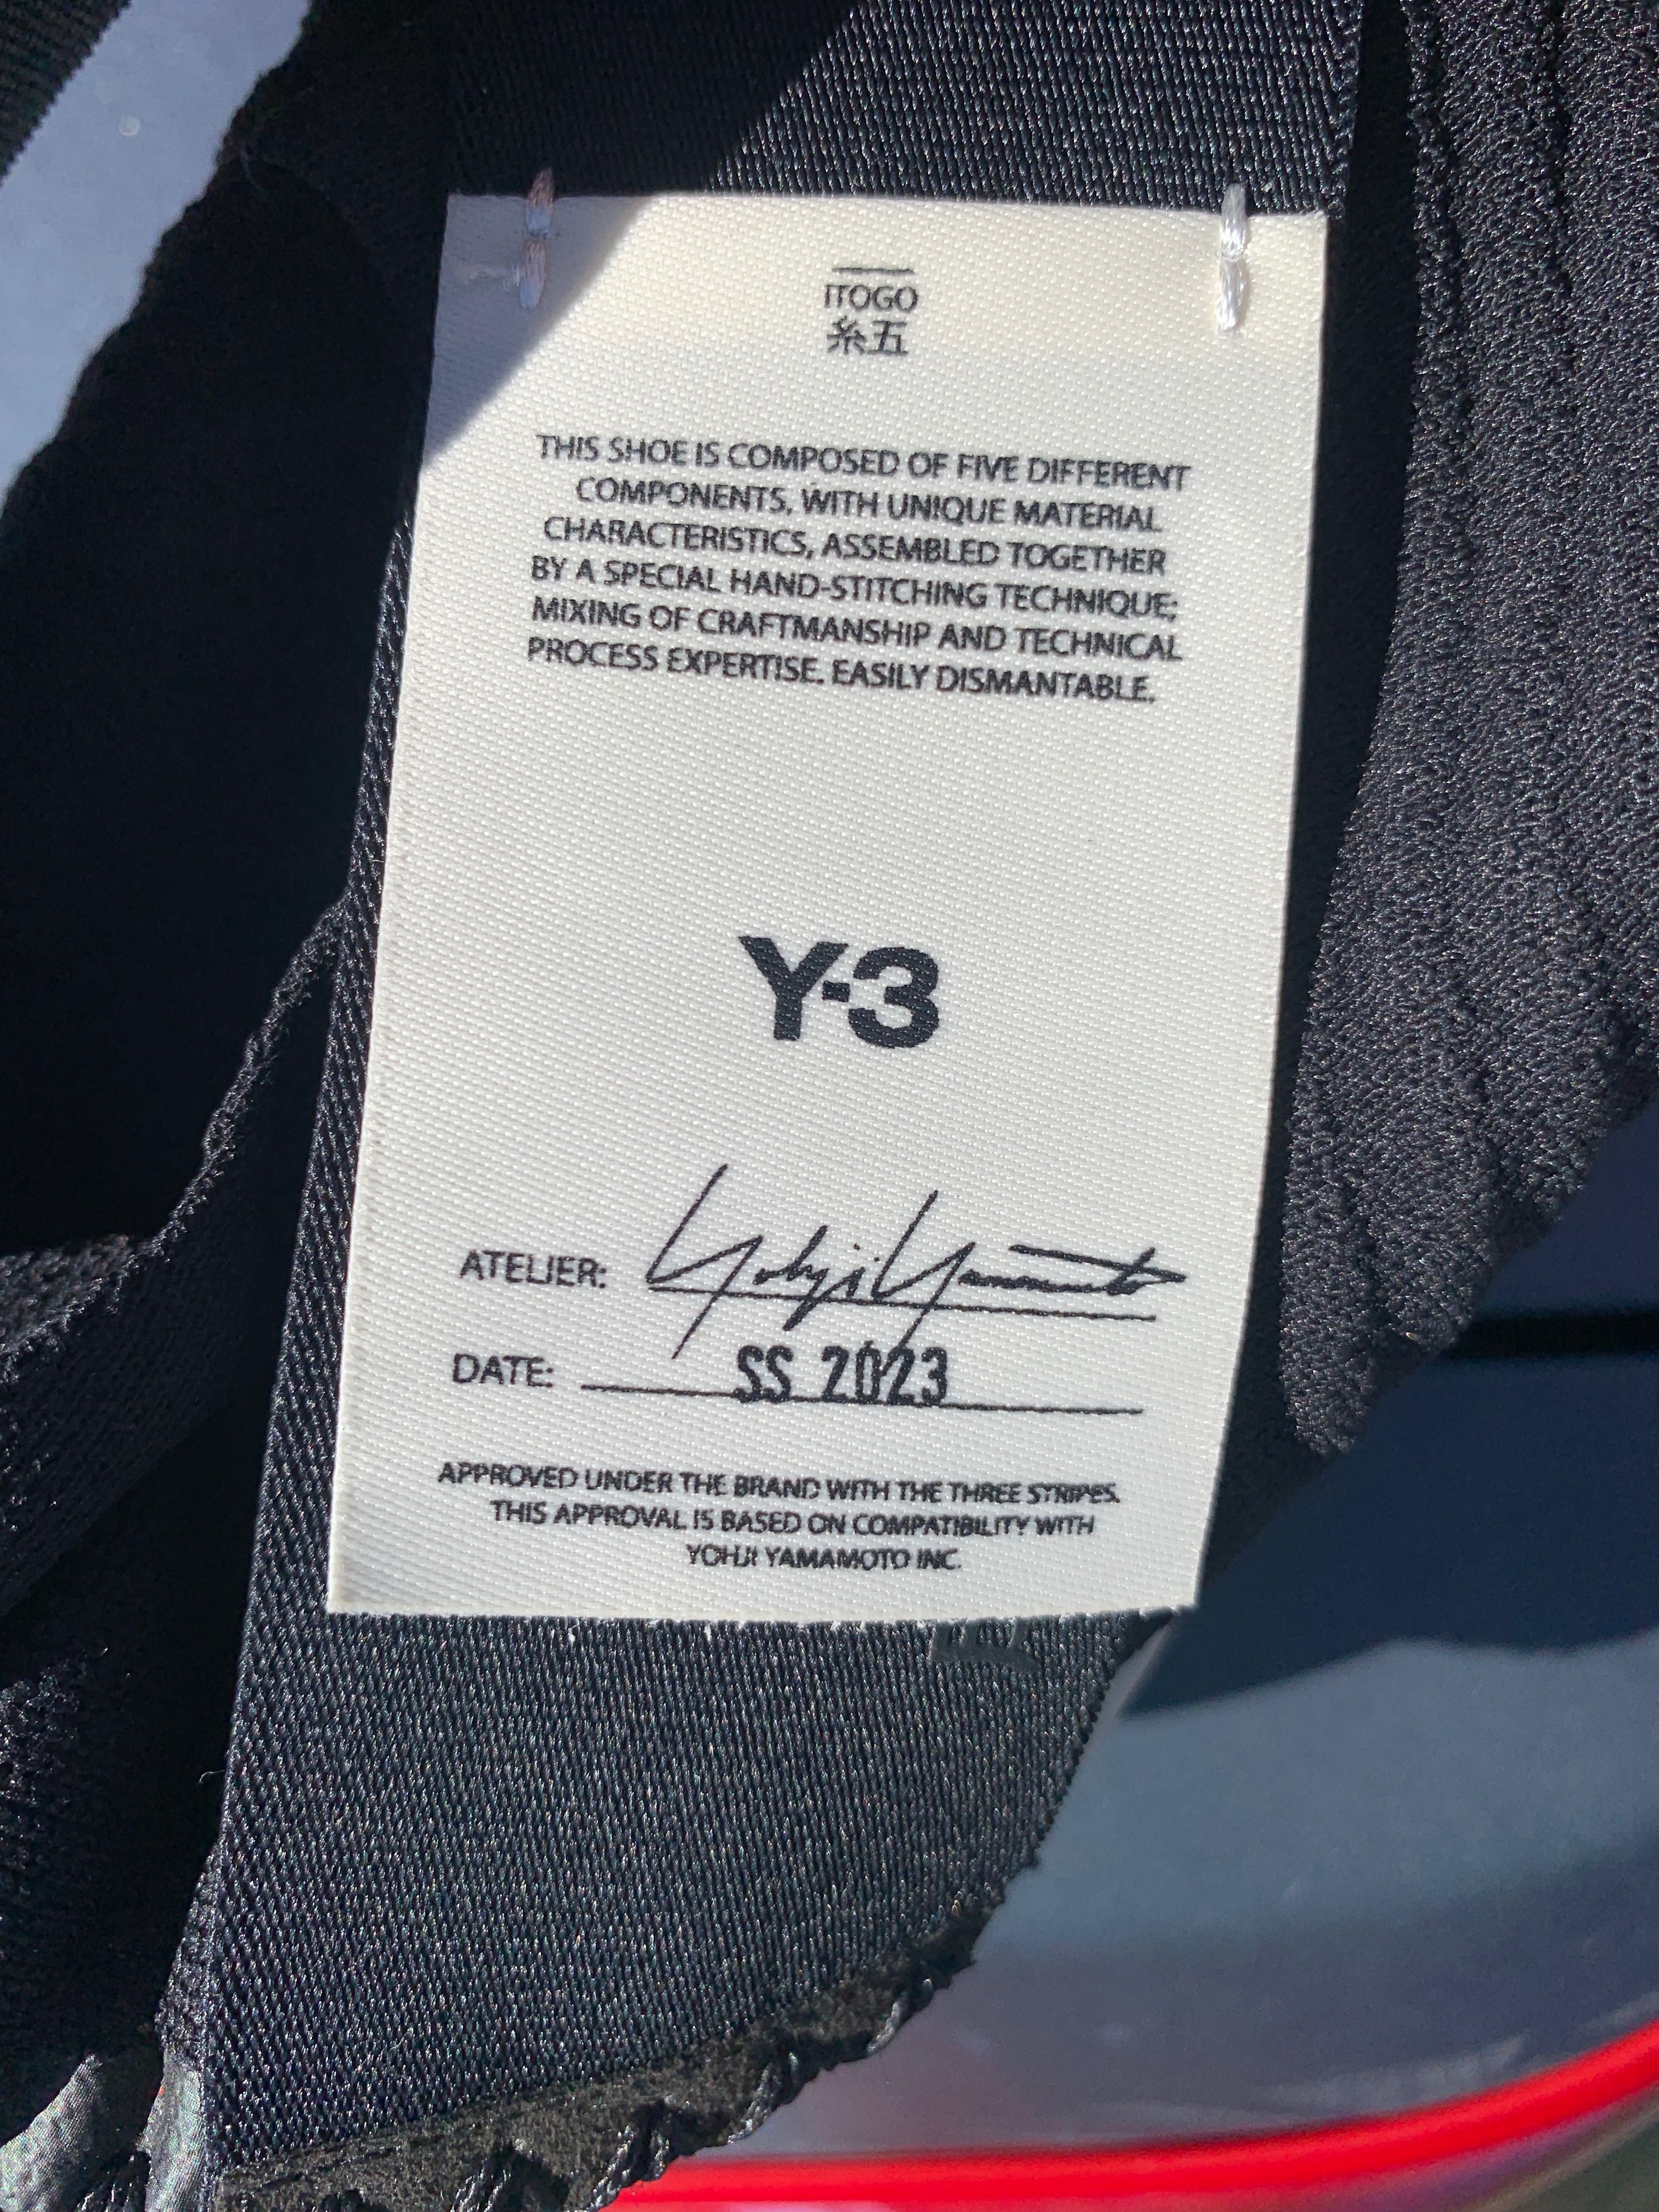 ITOGO
糸五
THIS SHOE IS COMPOSED OF FIVE DIFFERENT
COMPONENTS, WITH UNIQUE MATERIAL
CHARACTERISTICS, ASSEMBLED TOGETHER
BY A SPECIAL HAND-STITCHING TECHNIQUE;
MIXING OF CRAFTMANSHIP AND TECHNICAL
PROCESS EXPERTISE. EASILY DISMANTABLE.
Y-3
ATELIER: Yohji Yamamoto
DATE: SS 2023
APPROVED UNDER THE BRAND WITH THE THREE STRIPES.
THIS APPROVAL IS BASED ON COMPATIBILITY WITH
YOHJI YAMAMOTO INC.